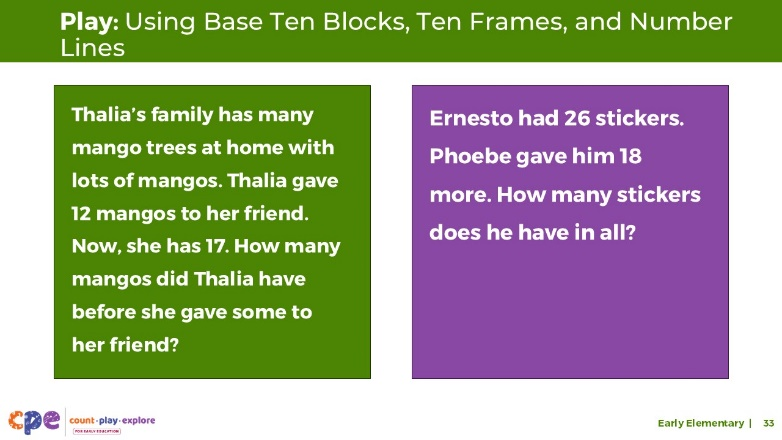 Play: Using Base Ten Blocks, Ten Frames, and Number
Lines
Thalia's family has many
mango trees at home with
lots of mangos. Thalia gave
12 mangos to her friend.
Now, she has 17. How many
mangos did Thalia have
before she gave some to
her friend?
Ernesto had 26 stickers.
Phoebe gave him 18
more. How many stickers
does he have in all?
cpe
count·play·explore
FOR EARLY EDUCATION
Early Elementary | 33